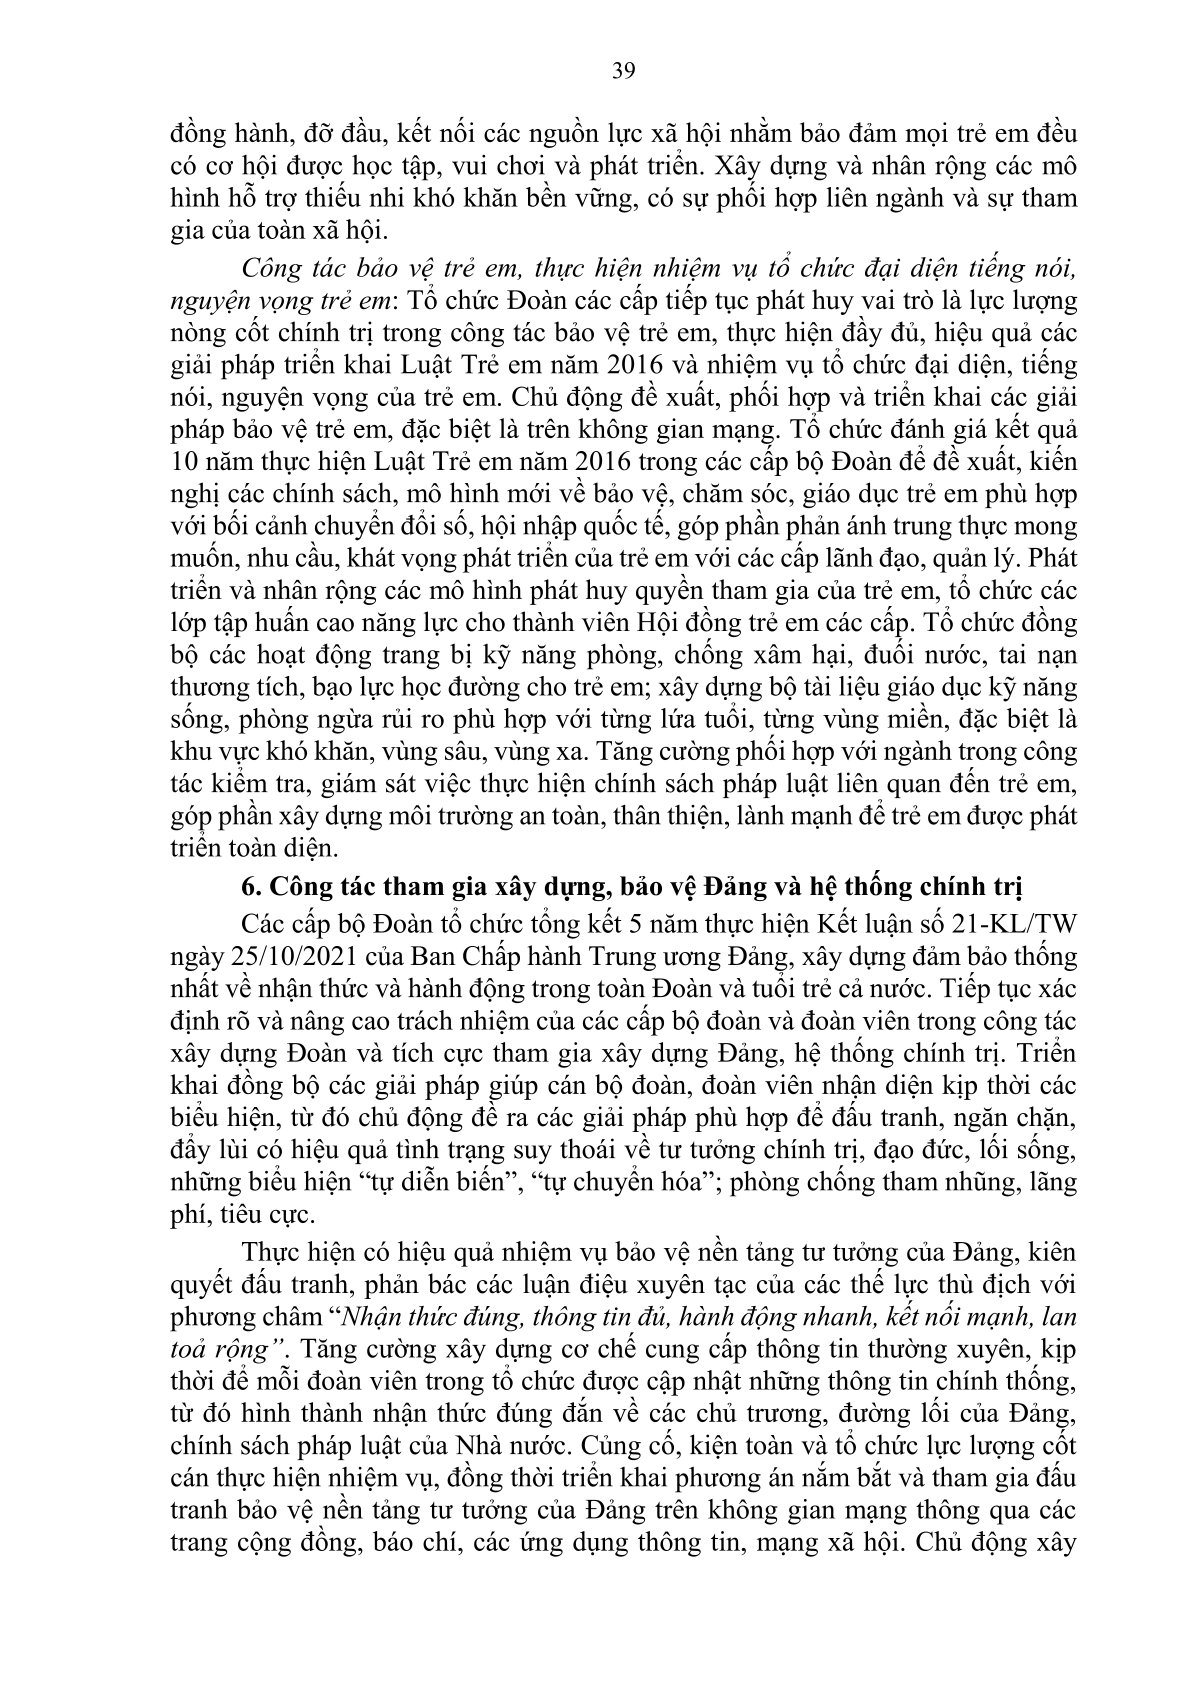 39
đồng hành, đỡ đầu, kết nối các nguồn lực xã hội nhằm bảo đảm mọi trẻ em đều
có cơ hội được học tập, vui chơi và phát triển. Xây dựng và nhân rộng các mô
hình hỗ trợ thiếu nhi khó khăn bền vững, có sự phối hợp liên ngành và sự tham
gia của toàn xã hội.
Công tác bảo vệ trẻ em, thực hiện nhiệm vụ tổ chức đại diện tiếng nói,
nguyện vọng trẻ em: Tổ chức Đoàn các cấp tiếp tục phát huy vai trò là lực lượng
nòng cốt chính trị trong công tác bảo vệ trẻ em, thực hiện đầy đủ, hiệu quả các
giải pháp triển khai Luật Trẻ em năm 2016 và nhiệm vụ tổ chức đại diện, tiếng
nói, nguyện vọng của trẻ em. Chủ động đề xuất, phối hợp và triển khai các giải
pháp bảo vệ trẻ em, đặc biệt là trên không gian mạng. Tổ chức đánh giá kết quả
10 năm thực hiện Luật Trẻ em năm 2016 trong các cấp bộ Đoàn để đề xuất, kiến
nghị các chính sách, mô hình mới về bảo vệ, chăm sóc, giáo dục trẻ em phù hợp
với bối cảnh chuyển đổi số, hội nhập quốc tế, góp phần phản ánh trung thực mong
muốn, nhu cầu, khát vọng phát triển của trẻ em với các cấp lãnh đạo, quản lý. Phát
triển và nhân rộng các mô hình phát huy quyền tham gia của trẻ em, tổ chức các
lớp tập huấn cao năng lực cho thành viên Hội đồng trẻ em các cấp. Tổ chức đồng
bộ các hoạt động trang bị kỹ năng phòng, chống xâm hại, đuối nước, tai nạn
thương tích, bạo lực học đường cho trẻ em; xây dựng bộ tài liệu giáo dục kỹ năng
sống, phòng ngừa rủi ro phù hợp với từng lứa tuổi, từng vùng miền, đặc biệt là
khu vực khó khăn, vùng sâu, vùng xa. Tăng cường phối hợp với ngành trong công
tác kiểm tra, giám sát việc thực hiện chính sách pháp luật liên quan đến trẻ em,
góp phần xây dựng môi trường an toàn, thân thiện, lành mạnh để trẻ em được phát
triển toàn diện.
6. Công tác tham gia xây dựng, bảo vệ Đảng và hệ thống chính trị
Các cấp bộ Đoàn tổ chức tổng kết 5 năm thực hiện Kết luận số 21-KL/TW
ngày 25/10/2021 của Ban Chấp hành Trung ương Đảng, xây dựng đảm bảo thống
nhất về nhận thức và hành động trong toàn Đoàn và tuổi trẻ cả nước. Tiếp tục xác
định rõ và nâng cao trách nhiệm của các cấp bộ đoàn và đoàn viên trong công tác
xây dựng Đoàn và tích cực tham gia xây dựng Đảng, hệ thống chính trị. Triển
khai đồng bộ các giải pháp giúp cán bộ đoàn, đoàn viên nhận diện kịp thời các
biểu hiện, từ đó chủ động đề ra các giải pháp phù hợp để đấu tranh, ngăn chặn,
đẩy lùi có hiệu quả tình trạng suy thoái về tư tưởng chính trị, đạo đức, lối sống,
những biểu hiện “tự diễn biến”, “tự chuyển hóa”; phòng chống tham nhũng, lãng
phí, tiêu cực.
Thực hiện có hiệu quả nhiệm vụ bảo vệ nền tảng tư tưởng của Đảng, kiên
quyết đấu tranh, phản bác các luận điệu xuyên tạc của các thế lực thù địch với
phương châm “Nhận thức đúng, thông tin đủ, hành động nhanh, kết nối mạnh, lan
toả rộng”. Tăng cường xây dựng cơ chế cung cấp thông tin thường xuyên, kịp
thời để mỗi đoàn viên trong tổ chức được cập nhật những thông tin chính thống,
từ đó hình thành nhận thức đúng đắn về các chủ trương, đường lối của Đảng,
chính sách pháp luật của Nhà nước. Củng cố, kiện toàn và tổ chức lực lượng cốt
cán thực hiện nhiệm vụ, đồng thời triển khai phương án nắm bắt và tham gia đấu
tranh bảo vệ nền tảng tư tưởng của Đảng trên không gian mạng thông qua các
trang cộng đồng, báo chí, các ứng dụng thông tin, mạng xã hội. Chủ động xây